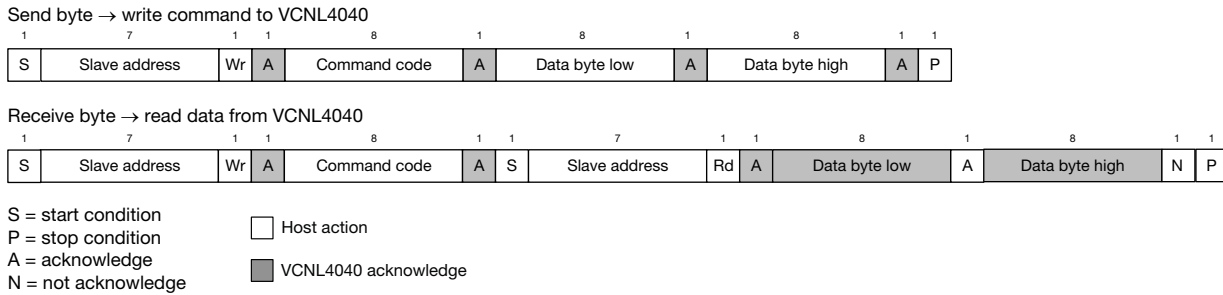 Send byte → write command to VCNL4040
1 7 1 1 8 1 8 1 8 1 1
S Slave address Wr A Command code A Data byte low A Data byte high A P
Receive byte → read data from VCNL4040
1 7 1 1 8 1 1 7 1 1 8 1 8 1 1
S Slave address Wr A Command code A S Slave address Rd A Data byte low A Data byte high N P
S = start condition
P = stop condition
A = acknowledge
N = not acknowledge
Host action
VCNL4040 acknowledge